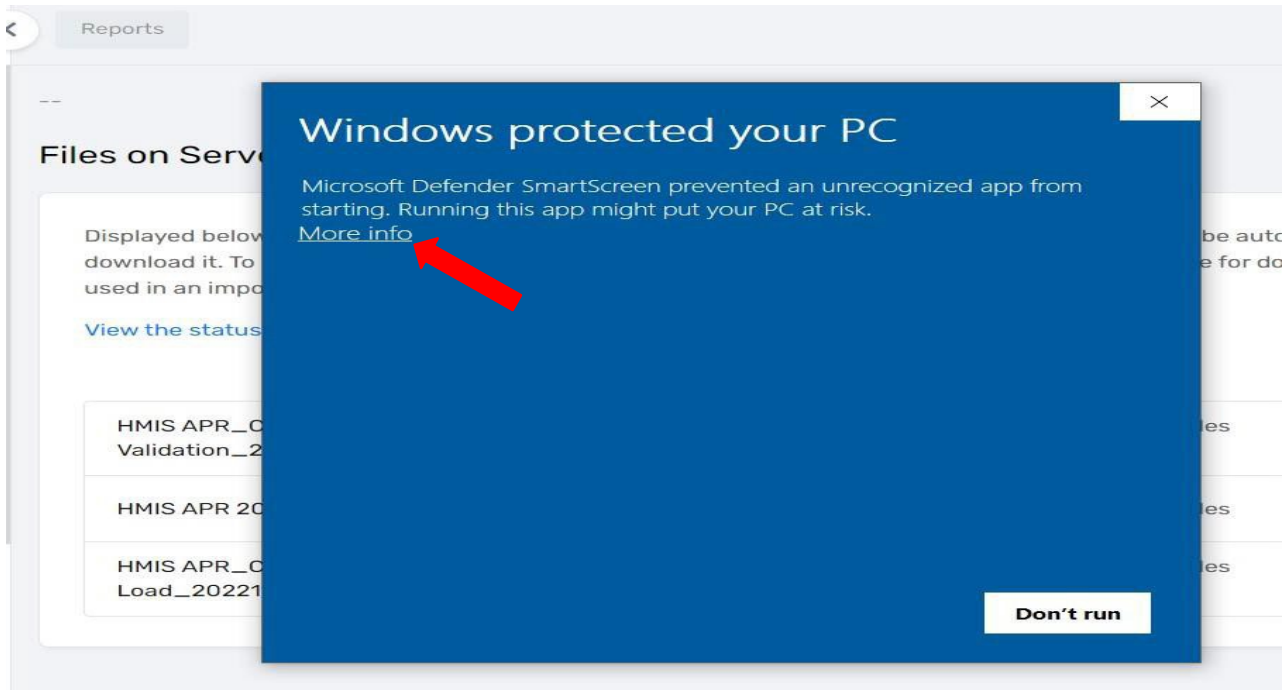 Reports
--
Files on Serv
Windows protected your PC
Microsoft Defender SmartScreen prevented an unrecognized app from
starting. Running this app might put your PC at risk.
More info
Displayed below
be auto
download it. To
e for do
used in an impo
View the status
HMIS APR_
les
Validation_2
HMIS APR 20
les
HMIS APR_
les
Load_20221
Don't run